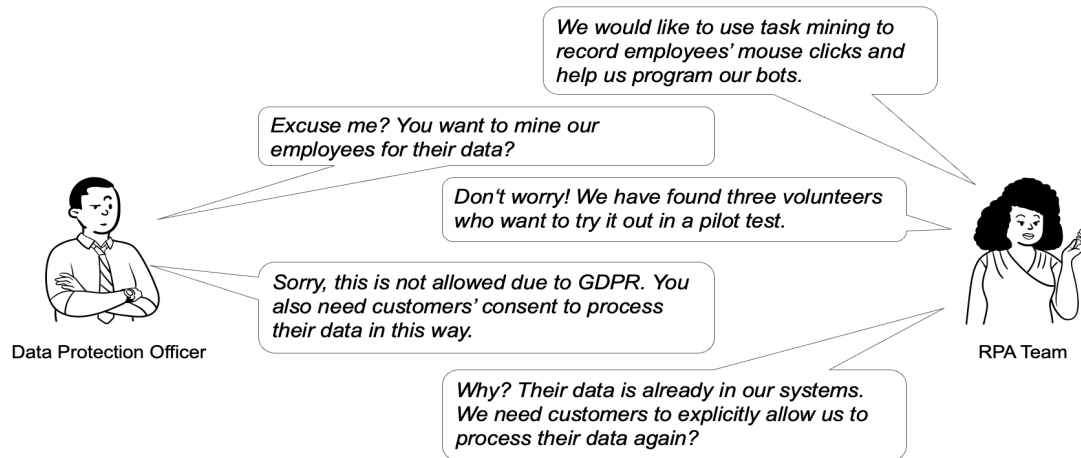 We would like to use task mining to
record employees’ mouse clicks and
help us program our bots.
Excuse me? You want to mine our
employees for their data?
Don‘t worry! We have found three volunteers
who want to try it out in a pilot test.
Sorry, this is not allowed due to GDPR. You
also need customers’ consent to process
their data in this way.
Data Protection Officer
RPA Team
Why? Their data is already in our systems.
We need customers to explicitly allow us to
process their data again?